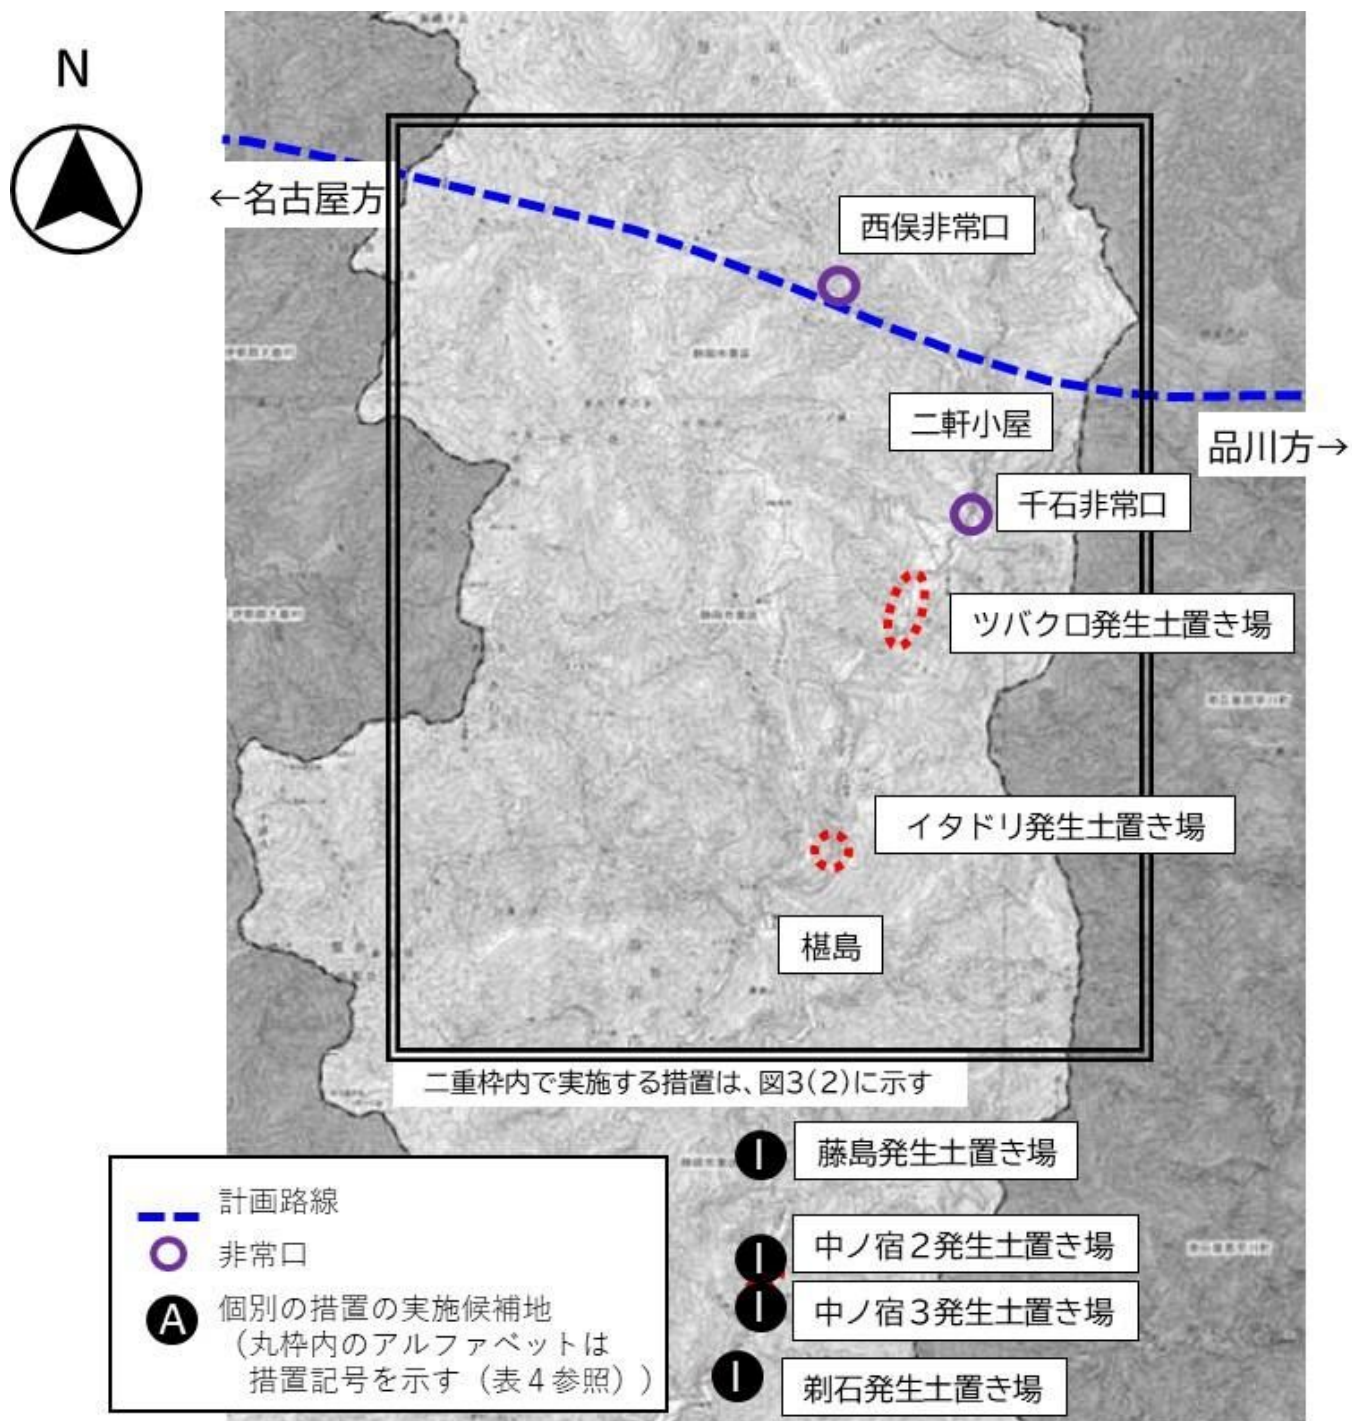 N
←名古屋方
西俣非常口
二軒小屋
品川方→
千石非常口
ツバクロ発生土置き場
イタドリ発生土置き場
椹島
二重枠内で実施する措置は、図3(2)に示す
I
藤島発生土置き場
I
中ノ宿２発生土置き場
I
中ノ宿３発生土置き場
I
剃石発生土置き場
計画路線
非常口
A
個別の措置の実施候補地
（丸枠内のアルファベットは
措置記号を示す（表４参照））